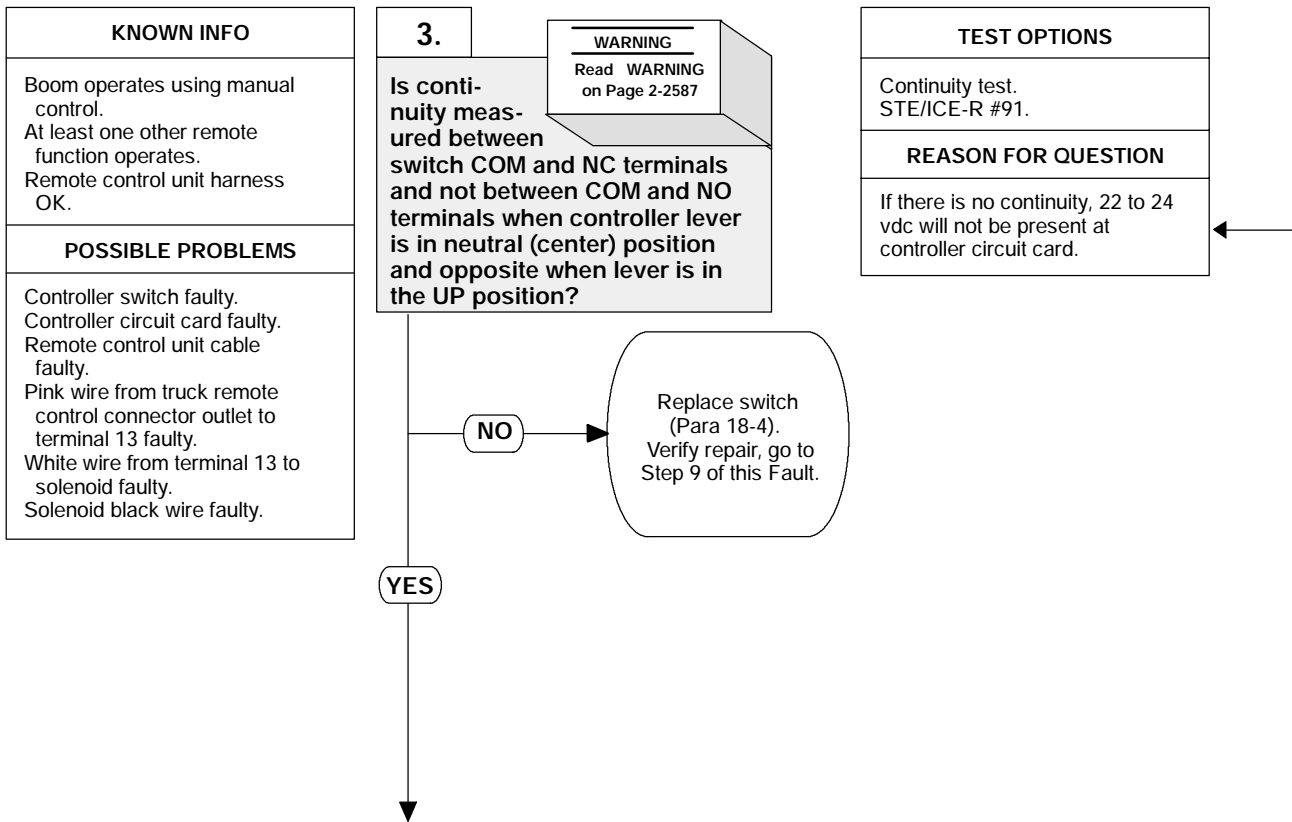 KNOWN INFO
Boom operates using manual
control.
At least one other remote
function operates.
Remote control unit harness
OK.
POSSIBLE PROBLEMS
Controller switch faulty.
Controller circuit card faulty.
Remote control unit cable
faulty.
Pink wire from truck remote
control connector outlet to
terminal 13 faulty.
White wire from terminal 13 to
solenoid faulty.
Solenoid black wire faulty.
3.
WARNING
Read WARNING
on Page 2-2587
Is conti-
nuity meas-
ured between
switch COM and NC terminals
and not between COM and NO
terminals when controller lever
is in neutral (center) position
and opposite when lever is in
the UP position?
NO
Replace switch
(Para 18-4).
Verify repair, go to
Step 9 of this Fault.
YES
TEST OPTIONS
Continuity test.
STE/ICE-R #91.
REASON FOR QUESTION
If there is no continuity, 22 to 24
vdc will not be present at
controller circuit card.